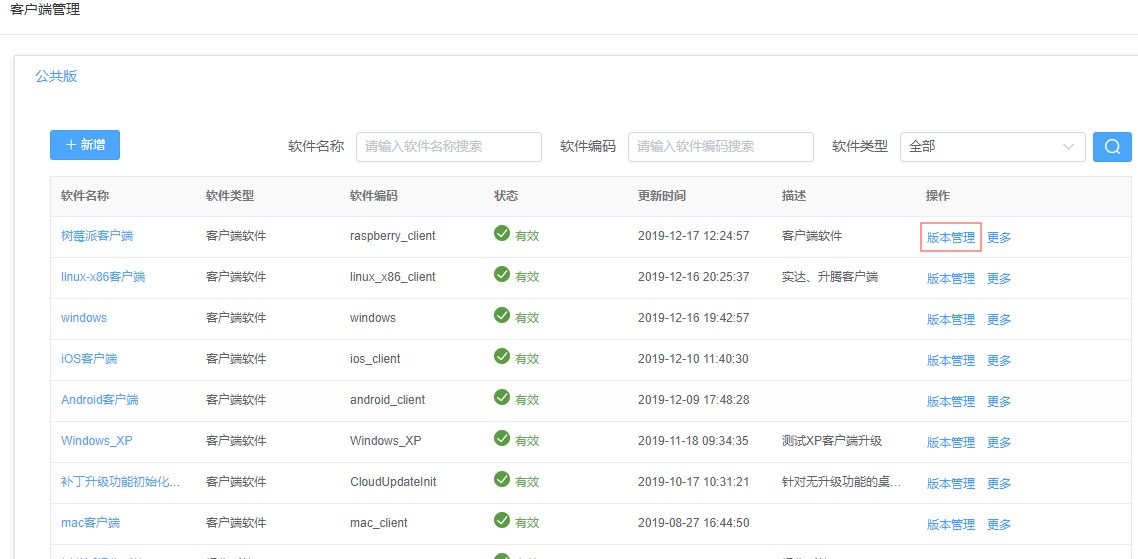 客户端管理
公共版
+ 新增 软件名称 请输入软件名称搜索 软件编码 请输入软件编码搜索 软件类型 全部
软件名称 软件类型 软件编码 状态 更新时间 描述 操作
树莓派客户端 客户端软件 raspberry_client 有效 2019-12-17 12:24:57 客户端软件 版本管理 更多
linux-x86客户端 客户端软件 linux_x86_client 有效 2019-12-16 20:25:37 实达、升腾客户端 版本管理 更多
windows 客户端软件 windows 有效 2019-12-16 19:42:57 版本管理 更多
iOS客户端 客户端软件 ios_client 有效 2019-12-10 11:40:30 版本管理 更多
Android客户端 客户端软件 android_client 有效 2019-12-09 17:48:28 版本管理 更多
Windows_XP 客户端软件 Windows_XP 有效 2019-11-18 09:34:35 测试XP客户端升级 版本管理 更多
补丁升级功能初始化... 客户端软件 CloudUpdateInit 有效 2019-10-17 10:31:21 针对无升级功能的桌... 版本管理 更多
mac客户端 客户端软件 mac_client 有效 2019-08-27 16:44:50 版本管理 更多